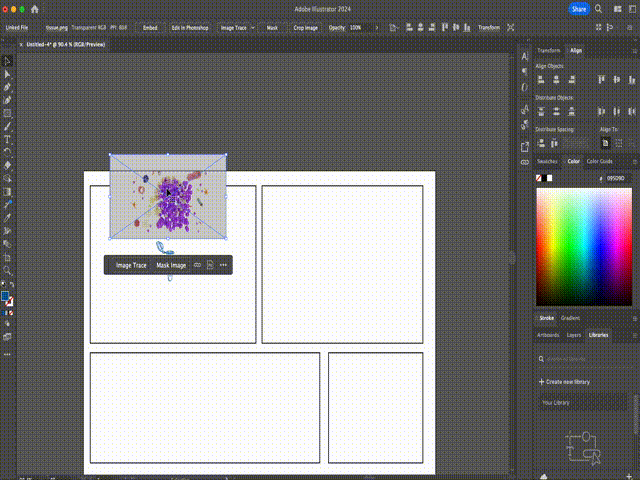 Adobe Illustrator 2024
Share
Linked File tissue.png Transparent RGB PPI: 859 Embed Edit in Photoshop Image Trace Mask Crop Image Opacity: 100% Transform
× Untitled-4* @ 90.4 % (RGB/Preview)
Transform Align
Align Objects:
Distribute Objects:
Distribute Spacing: Align To:
Swatches Color Color Guide
# 095D9D
Image Trace Mask Image
Stroke Gradient
Artboards Layers Libraries
+ Create new library
Your Library